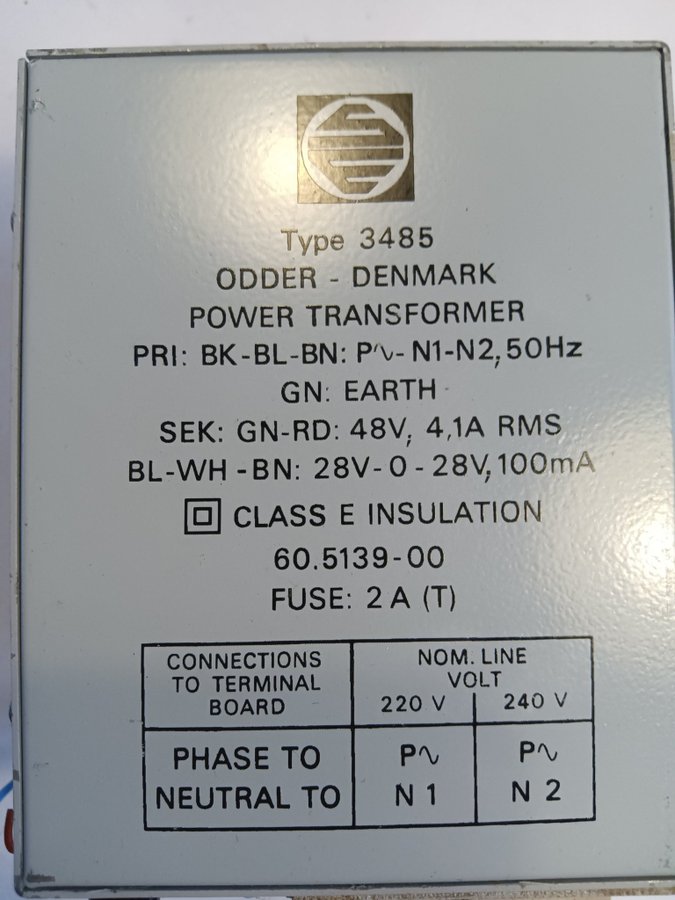 Type 3485
ODDER - DENMARK
POWER TRANSFORMER
PRI: BK-BL-BN: P∿- N1-N2, 50Hz
GN: EARTH
SEK: GN-RD: 48V, 4,1A RMS
BL-WH-BN: 28V-0-28V, 100mA
CLASS E INSULATION
60.5139-00
FUSE: 2 A (T)
CONNECTIONS TO TERMINAL BOARD
NOM. LINE VOLT
220 V 240 V
PHASE TO P∿ P∿
NEUTRAL TO N 1 N 2